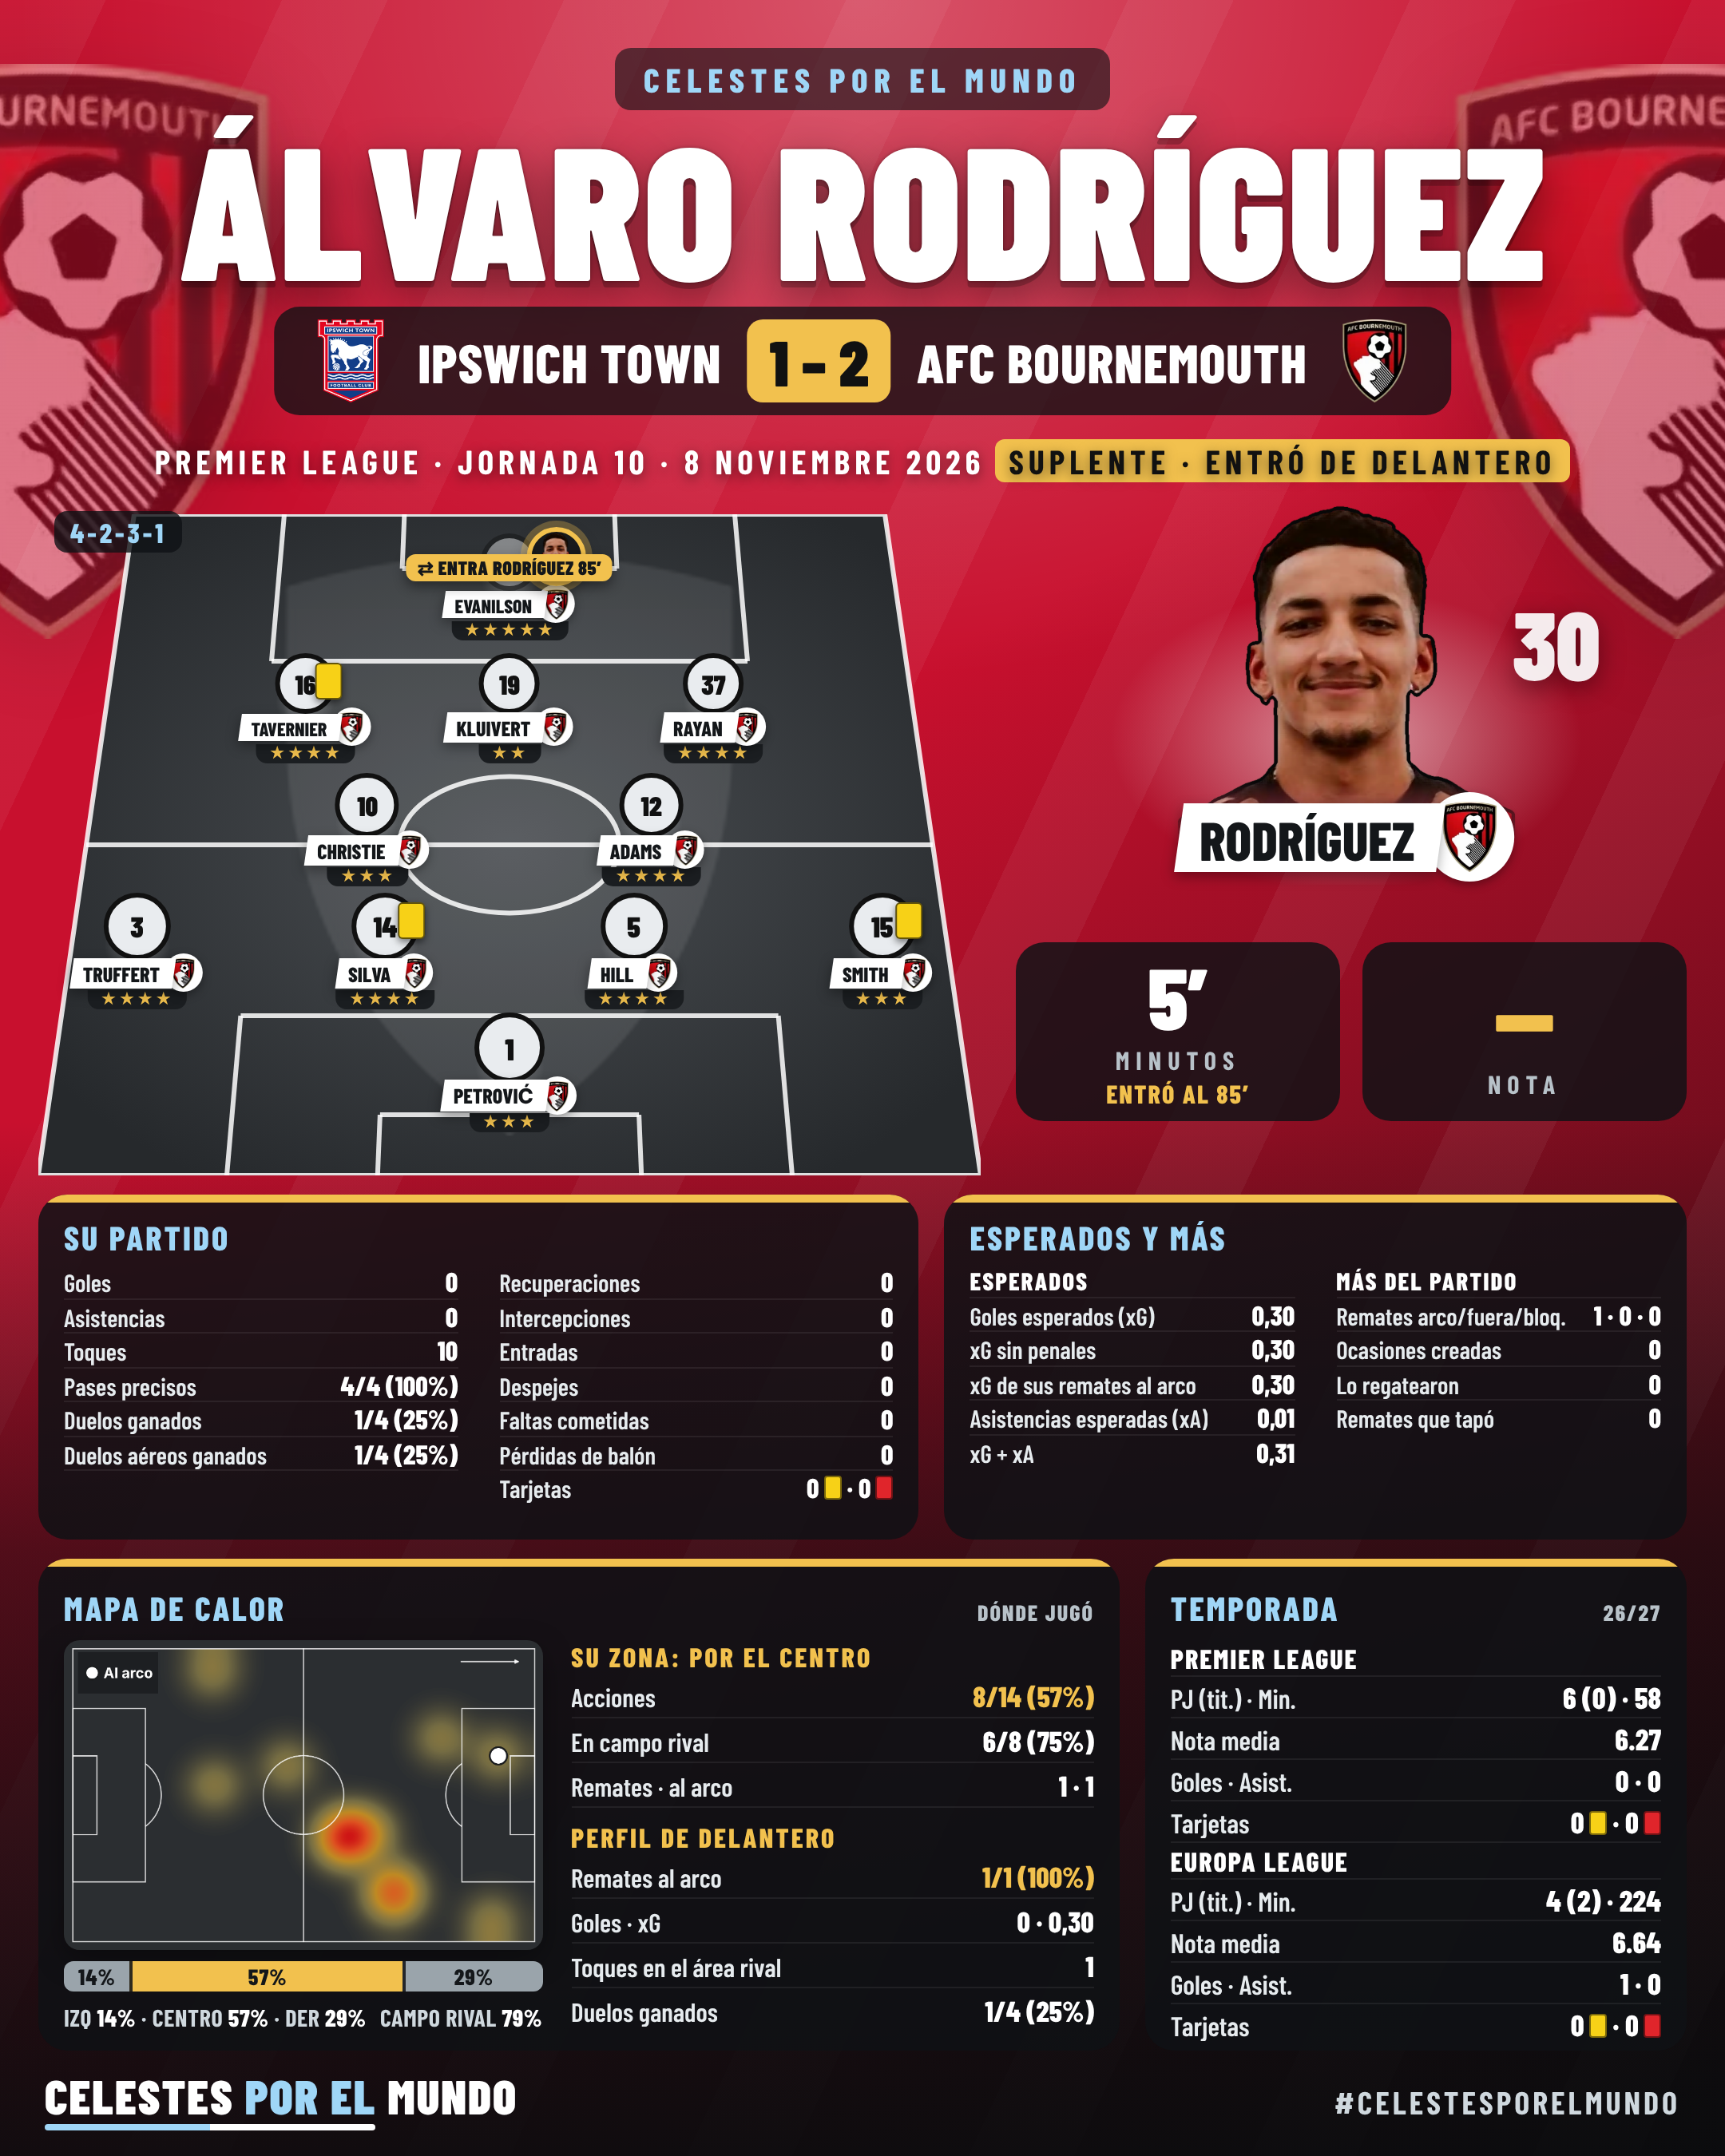 CELESTES POR EL MUNDO
URNEMOUTH
AFC BOURNE
ÁLVARO RODRÍGUEZ
IPSWICH TOWN
FOOTBALL CLUB
IPSWICH TOWN 1-2 AFC BOURNEMOUTH
AFC BOURNEMOUTH
PREMIER LEAGUE · JORNADA 10 · 8 NOVIEMBRE 2026 SUPLENTE · ENTRÓ DE DELANTERO
4-2-3-1
⇄ ENTRA RODRÍGUEZ 85’
EVANILSON
★★★★★
16 19 37
TAVERNIER KLUIVERT RAYAN
★★★★ ★★ ★★★★
10 12
CHRISTIE ADAMS
★★★ ★★★★
3 14 5 15
TRUFFERT SILVA HILL SMITH
★★★★ ★★★★ ★★★★ ★★★
1
PETROVIĆ
★★★
30
RODRÍGUEZ
AFC BOURNEMOUTH
5’
MINUTOS
ENTRÓ AL 85’
–
NOTA
SU PARTIDO
Goles 0
Asistencias 0
Toques 10
Pases precisos 4/4 (100%)
Duelos ganados 1/4 (25%)
Duelos aéreos ganados 1/4 (25%)
Recuperaciones 0
Intercepciones 0
Entradas 0
Despejes 0
Faltas cometidas 0
Pérdidas de balón 0
Tarjetas 0 · 0
ESPERADOS Y MÁS
ESPERADOS
Goles esperados (xG) 0,30
xG sin penales 0,30
xG de sus remates al arco 0,30
Asistencias esperadas (xA) 0,01
xG + xA 0,31
MÁS DEL PARTIDO
Remates arco/fuera/bloq. 1 · 0 · 0
Ocasiones creadas 0
Lo regatearon 0
Remates que tapó 0
MAPA DE CALOR DÓNDE JUGÓ
Al arco
14% 57% 29%
IZQ 14% · CENTRO 57% · DER 29% CAMPO RIVAL 79%
SU ZONA: POR EL CENTRO
Acciones 8/14 (57%)
En campo rival 6/8 (75%)
Remates · al arco 1 · 1
PERFIL DE DELANTERO
Remates al arco 1/1 (100%)
Goles · xG 0 · 0,30
Toques en el área rival 1
Duelos ganados 1/4 (25%)
TEMPORADA 26/27
PREMIER LEAGUE
PJ (tit.) · Min. 6 (0) · 58
Nota media 6.27
Goles · Asist. 0 · 0
Tarjetas 0 · 0
EUROPA LEAGUE
PJ (tit.) · Min. 4 (2) · 224
Nota media 6.64
Goles · Asist. 1 · 0
Tarjetas 0 · 0
CELESTES POR EL MUNDO
#CELESTESPORELMUNDO